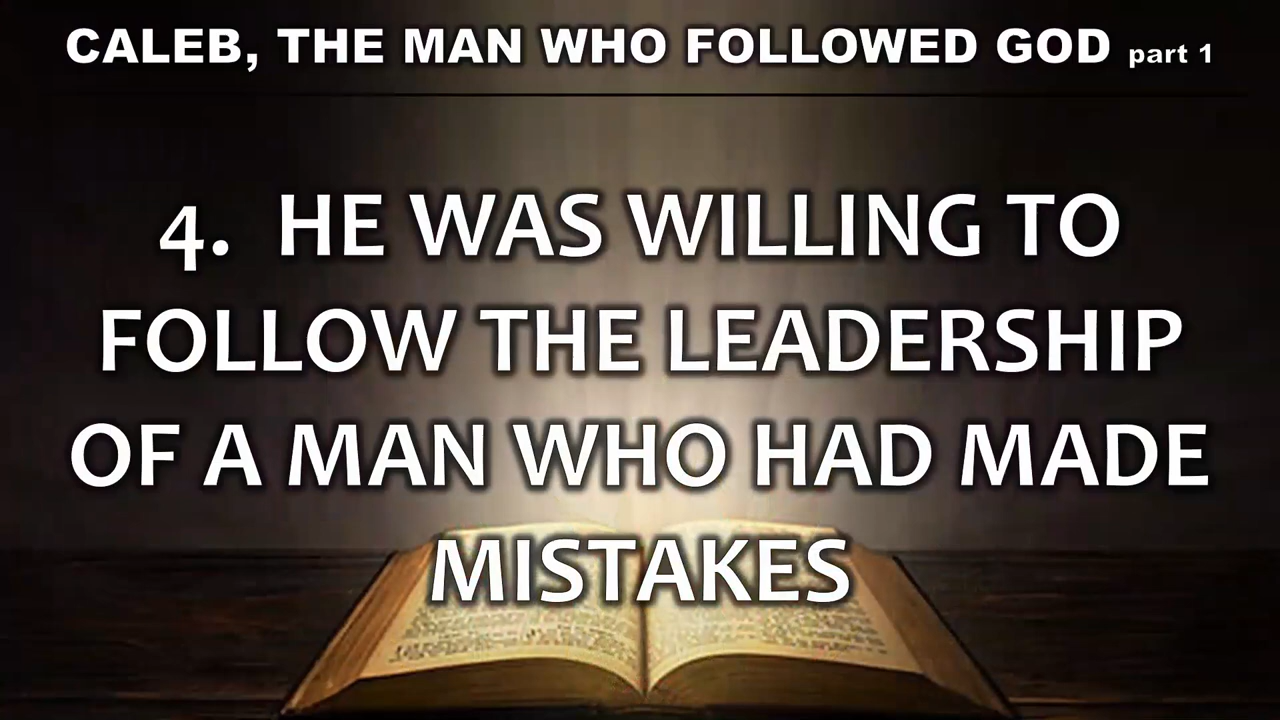 CALEB, THE MAN WHO FOLLOWED GOD part 1
4. HE WAS WILLING TO
FOLLOW THE LEADERSHIP
OF A MAN WHO HAD MADE
MISTAKES